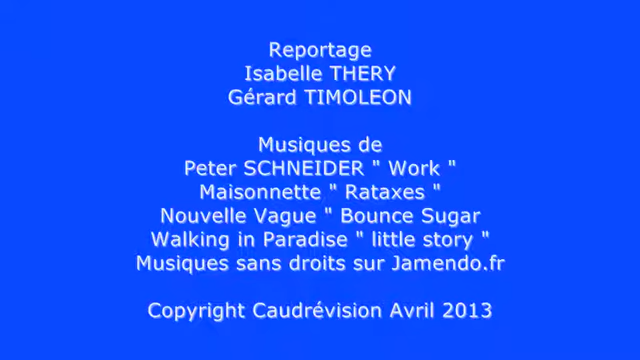 Reportage
Isabelle THERY
Gérard TIMOLEON
Musiques de
Peter SCHNEIDER " Work "
Maisonnette " Rataxes "
Nouvelle Vague " Bounce Sugar
Walking in Paradise " little story "
Musiques sans droits sur Jamendo.fr
Copyright Caudrévision Avril 2013